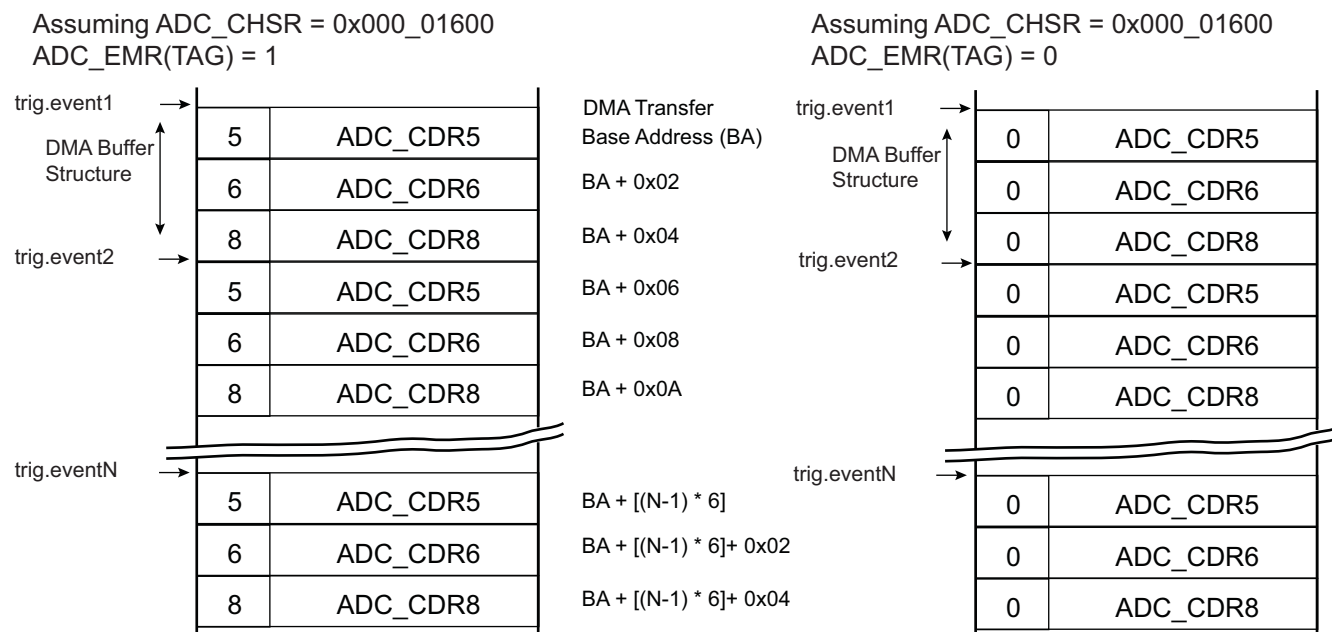 Assuming ADC_CHSR = 0x000_01600
ADC_EMR(TAG) = 1
trig.event1
DMA Buffer
Structure
trig.event2
trig.eventN
5 ADC_CDR5
6 ADC_CDR6
8 ADC_CDR8
5 ADC_CDR5
6 ADC_CDR6
8 ADC_CDR8
5 ADC_CDR5
6 ADC_CDR6
8 ADC_CDR8
DMA Transfer
Base Address (BA)
BA + 0x02
BA + 0x04
BA + 0x06
BA + 0x08
BA + 0x0A
BA + [(N-1) * 6]
BA + [(N-1) * 6]+ 0x02
BA + [(N-1) * 6]+ 0x04
Assuming ADC_CHSR = 0x000_01600
ADC_EMR(TAG) = 0
trig.event1
DMA Buffer
Structure
trig.event2
trig.eventN
0 ADC_CDR5
0 ADC_CDR6
0 ADC_CDR8
0 ADC_CDR5
0 ADC_CDR6
0 ADC_CDR8
0 ADC_CDR5
0 ADC_CDR6
0 ADC_CDR8